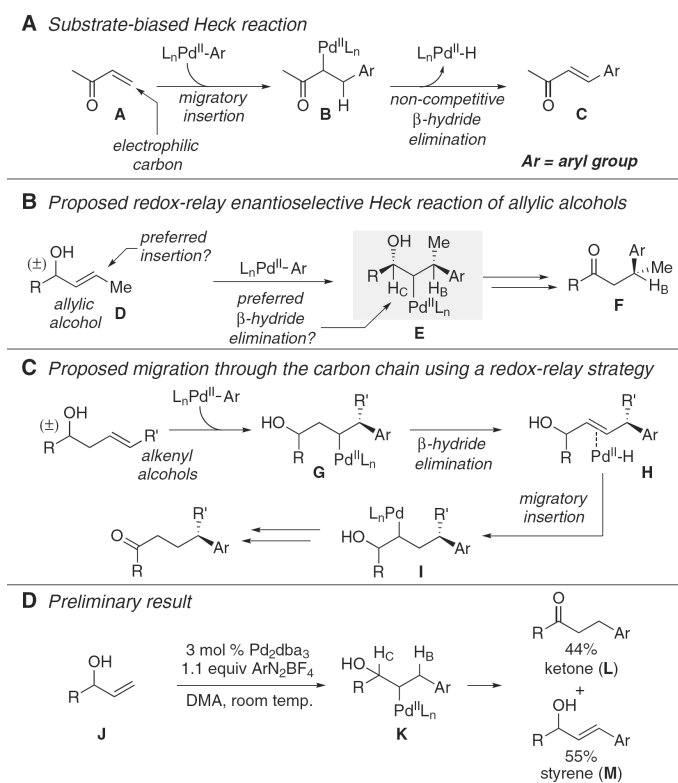 A Substrate-biased Heck reaction
LnPdII-Ar
migratory
insertion
O
A
electrophilic
carbon
PdIILn
Ar
O
H
B
LnPdII-H
non-competitive
β-hydride
elimination
Ar
O
C
Ar = aryl group
B Proposed redox-relay enantioselective Heck reaction of allylic alcohols
(±)
OH
R
Me
allylic
alcohol
D
preferred
insertion?
LnPdII-Ar
preferred
β-hydride
elimination?
OH
Me
R
Ar
HC
HB
PdIILn
E
O
Ar
R
Me
HB
F
C Proposed migration through the carbon chain using a redox-relay strategy
(±)
OH
R
R'
alkenyl
alcohols
LnPdII-Ar
R'
HO
Ar
R
PdIILn
G
β-hydride
elimination
R'
HO
Ar
R
PdII-H
H
migratory
insertion
LnPd
R'
HO
Ar
R
I
R'
O
Ar
R
D Preliminary result
OH
R
J
3 mol % Pd2dba3
1.1 equiv ArN2BF4
DMA, room temp.
HC
HB
HO
R
Ar
PdIILn
K
O
R
Ar
44%
ketone (L)
+
OH
R
Ar
55%
styrene (M)